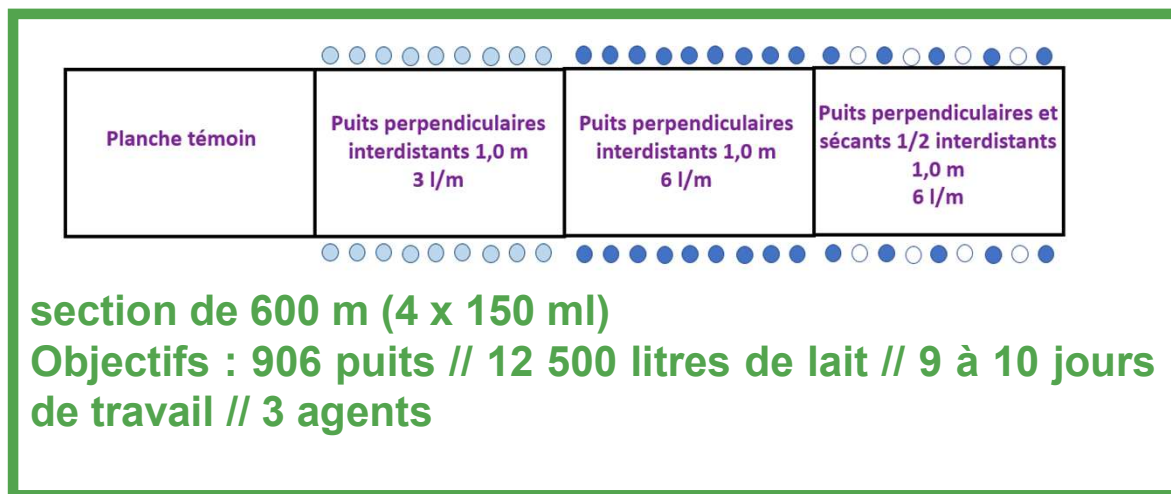 Planche témoin
Puits perpendiculaires
interdistants 1,0 m
3 l/m
Puits perpendiculaires
interdistants 1,0 m
6 l/m
Puits perpendiculaires et
sécants 1/2 interdistants
1,0 m
6 l/m
section de 600 m (4 x 150 ml)
Objectifs : 906 puits // 12 500 litres de lait // 9 à 10 jours
de travail // 3 agents